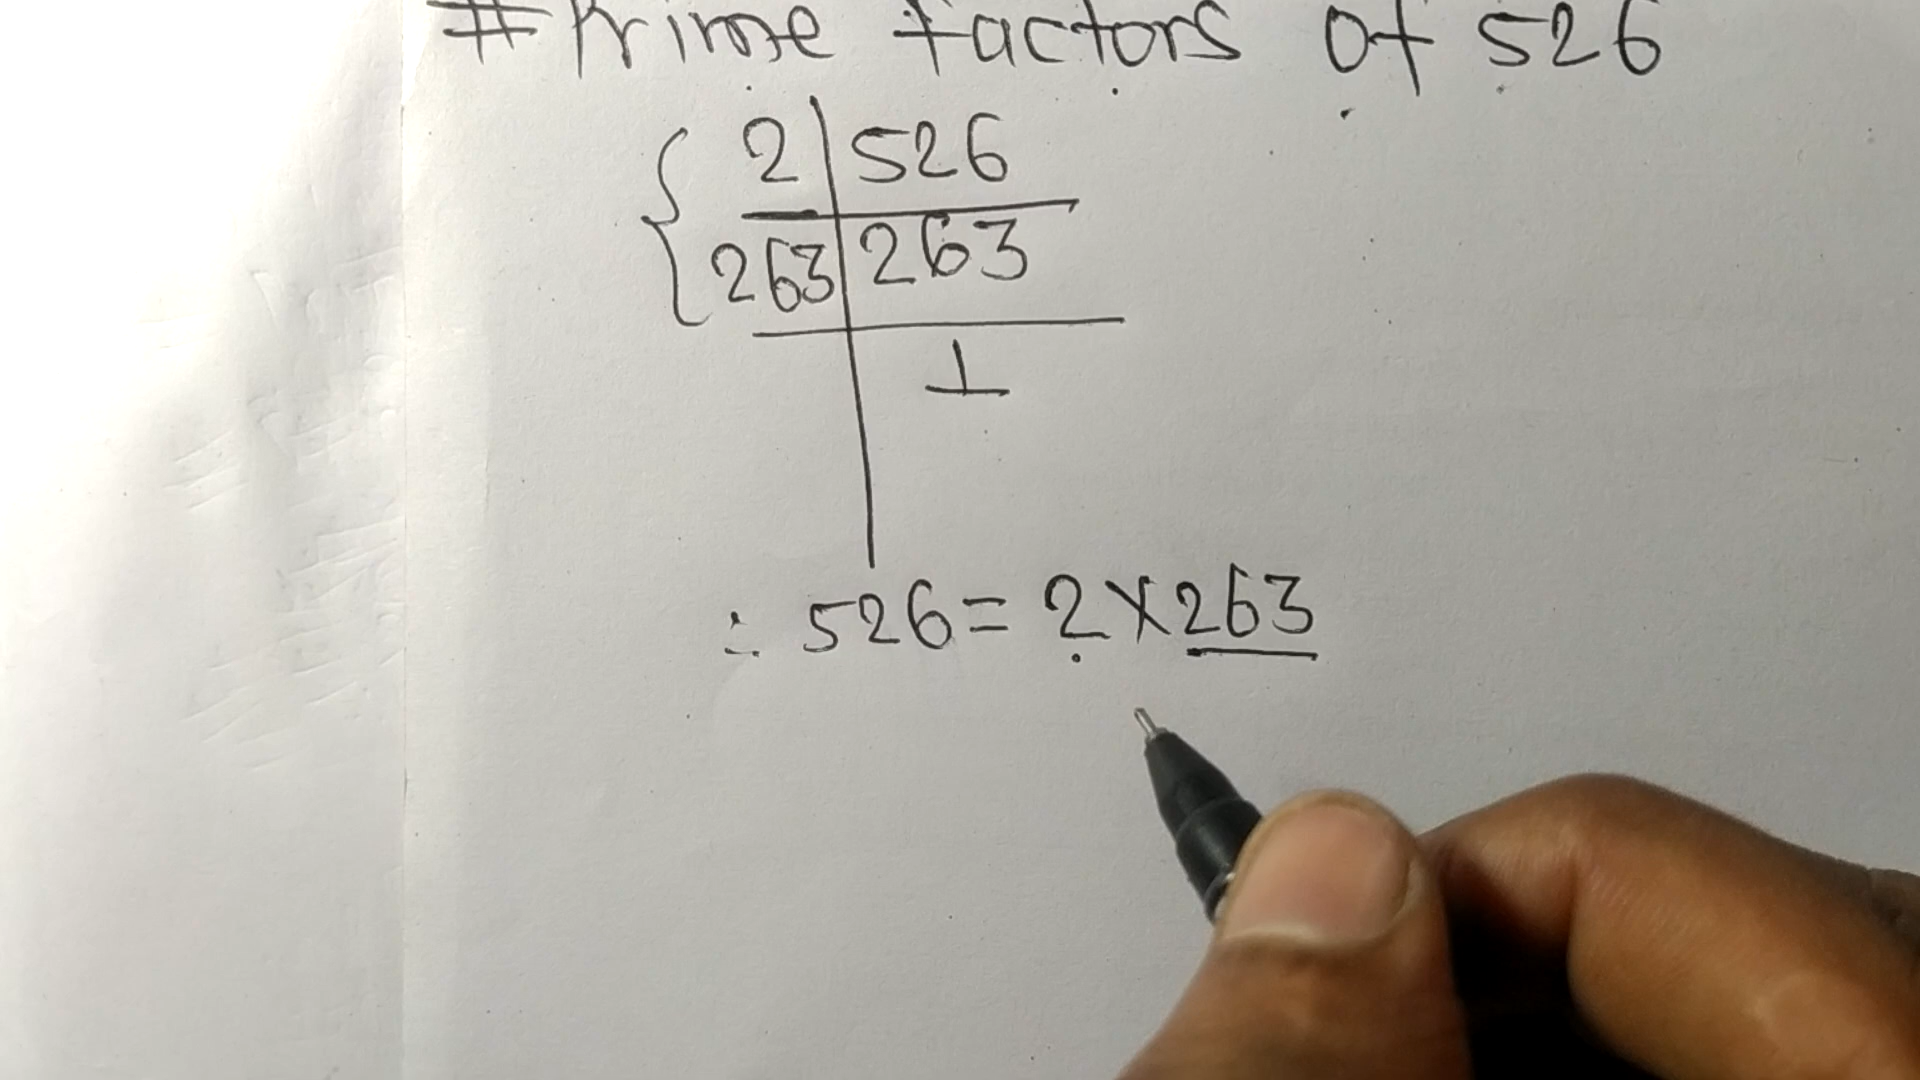 # Prime factors of 526
2 | 526
263 | 263
1
∴ 526 = 2 × 263